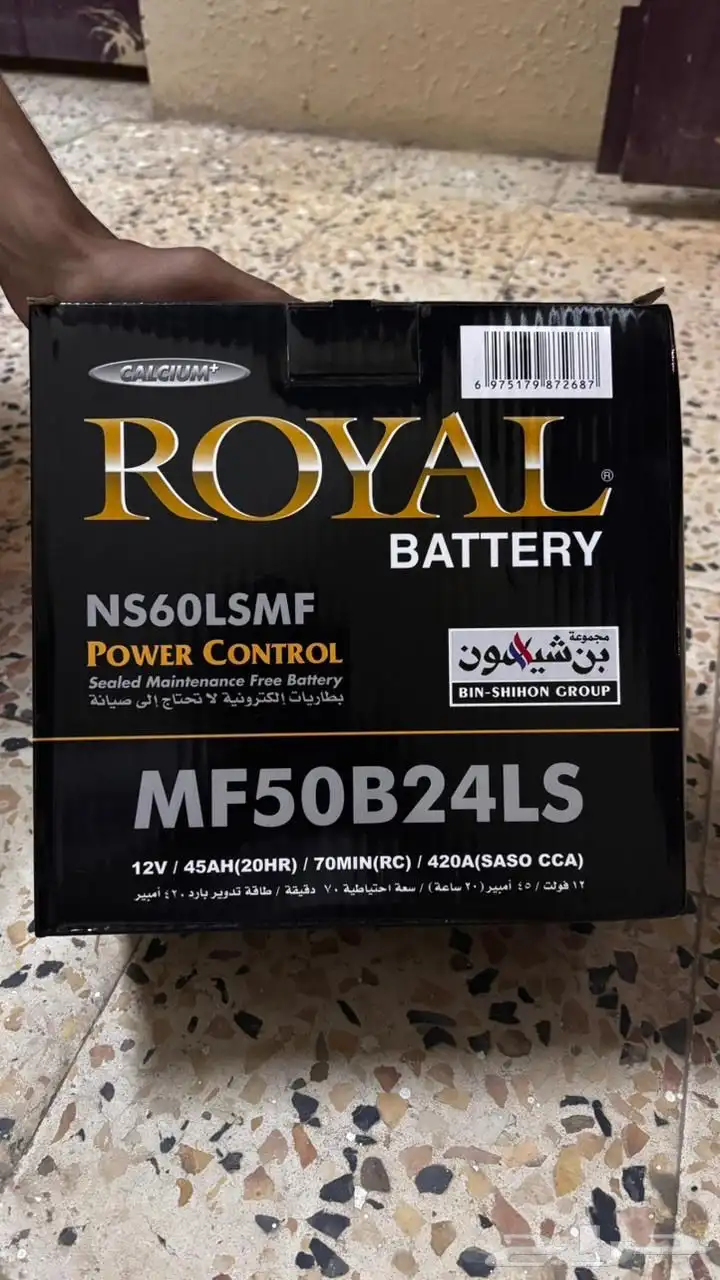 CALCIUM+
6 975179 872687
ROYAL®
BATTERY
NS60LSMF
POWER CONTROL
Sealed Maintenance Free Battery
بطاريات إلكترونية لا تحتاج إلى صيانة
مجموعة
بن شيهون
BIN-SHIHON GROUP
MF50B24LS
12V / 45AH(20HR) / 70MIN(RC) / 420A(SASO CCA)
١٢ فولت / ٤٥ أمبير (٢٠ ساعة) / سعة احتياطية ٧٠ دقيقة / طاقة تدوير بارد ٤٢٠ أمبير
حراج